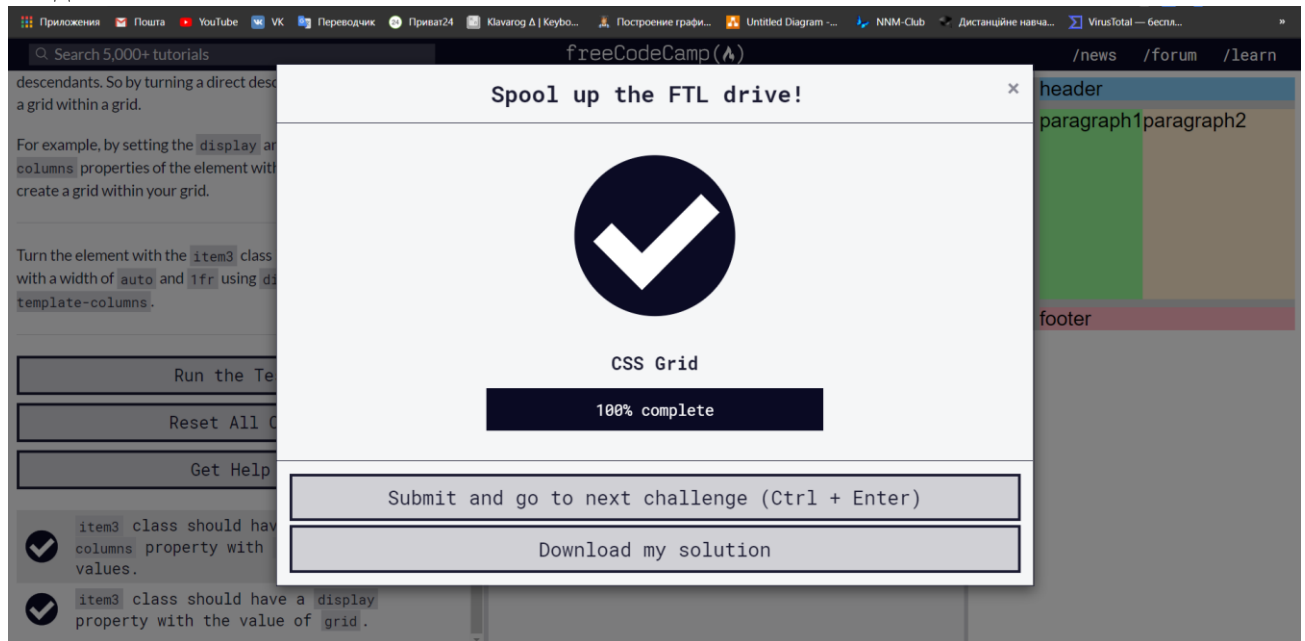 Приложения Пошта YouTube VK Переводчик Приват24 Klavarog Δ | Keybo... Построение графи... Untitled Diagram -... NNM-Club Дистанційне навча... VirusTotal — беспл... »
Search 5,000+ tutorials
freeCodeCamp
/news /forum /learn
descendants. So by turning a direct desc
a grid within a grid.
For example, by setting the display an
columns properties of the element with
create a grid within your grid.
Turn the element with the item3 class
with a width of auto and 1fr using di
template-columns.
Run the Te
Reset All C
Get Help
item3 class should hav
columns property with
values.
item3 class should have a display
property with the value of grid.
Spool up the FTL drive!
×
CSS Grid
100% complete
Submit and go to next challenge (Ctrl + Enter)
Download my solution
header
paragraph1 paragraph2
footer